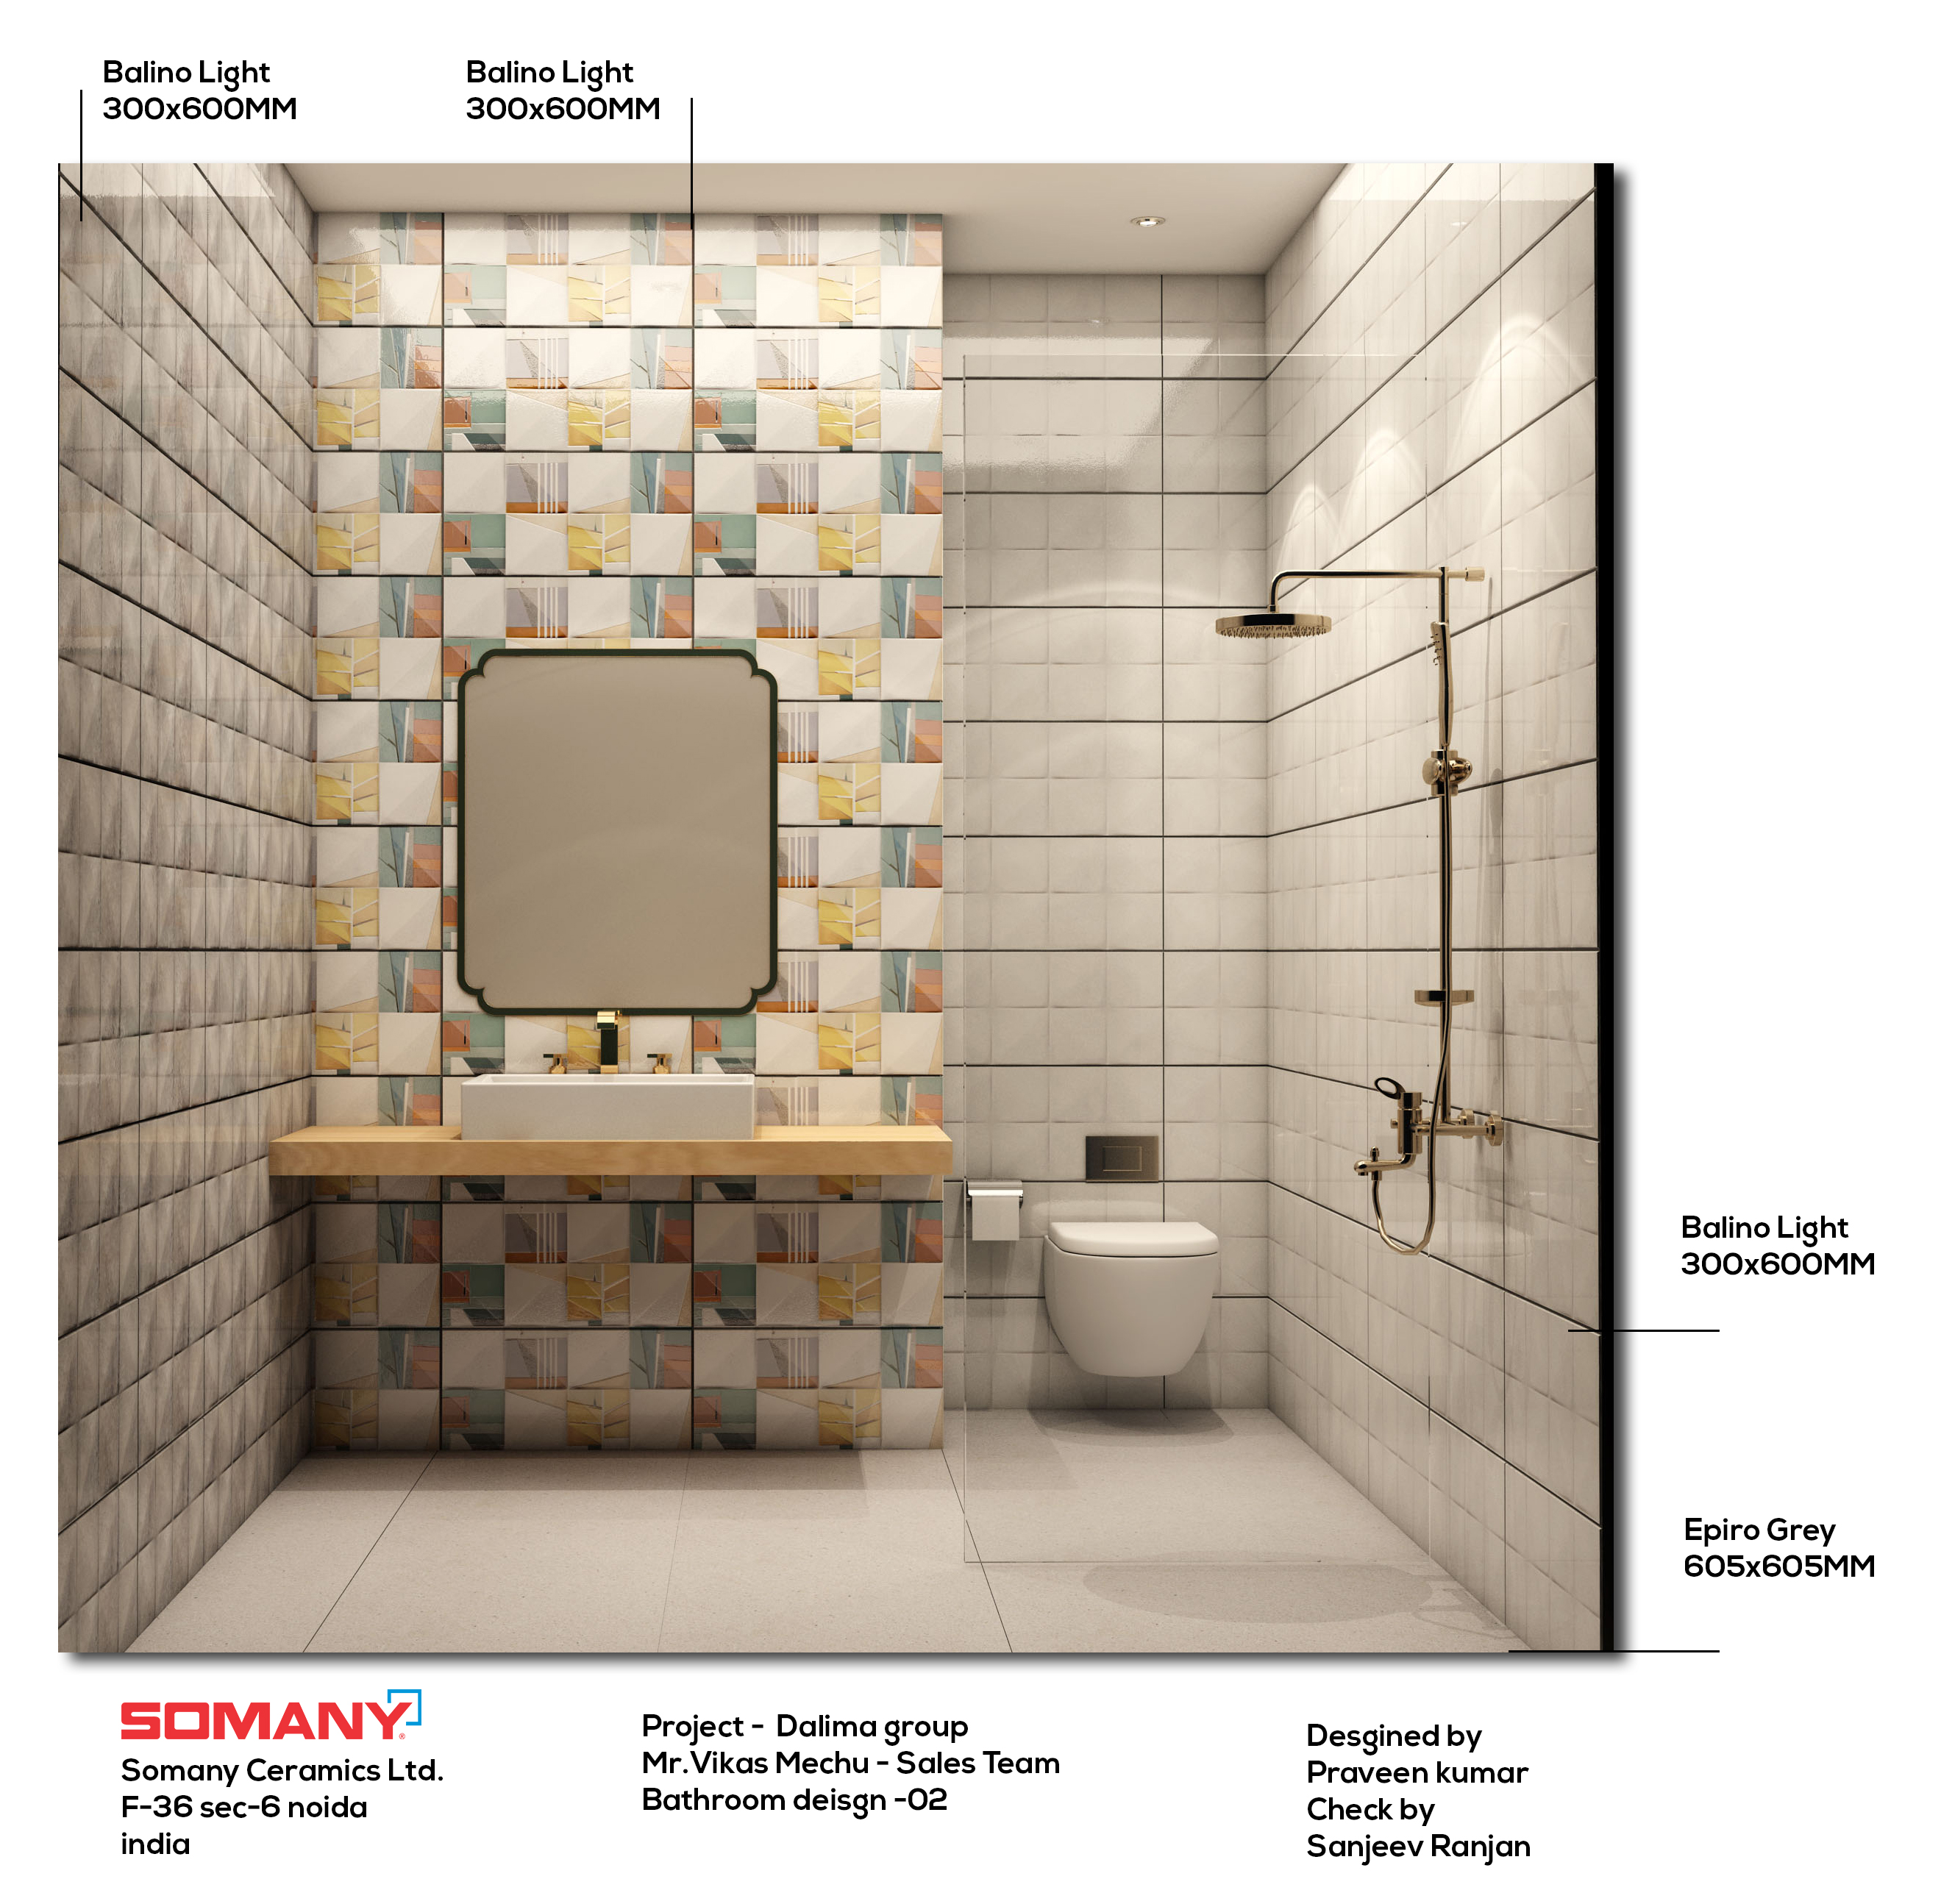 Balino Light
300x600MM
Balino Light
300x600MM
Balino Light
300x600MM
Epiro Grey
605x605MM
SOMANY®
Somany Ceramics Ltd.
F-36 sec-6 noida
india
Project - Dalima group
Mr.Vikas Mechu - Sales Team
Bathroom deisgn -02
Desgined by
Praveen kumar
Check by
Sanjeev Ranjan